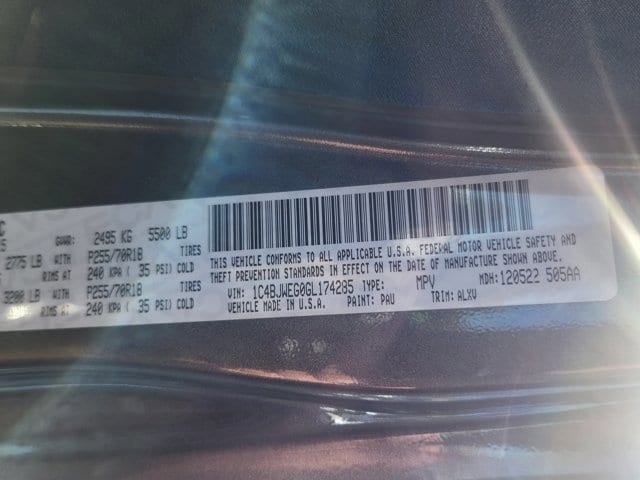 GVWR: 2495 KG 5500 LB
2775 LB WITH P255/70R18 TIRES
RIMS AT 240 KPA ( 35 PSI) COLD
3200 LB WITH P255/70R18 TIRES
RIMS AT 240 KPA ( 35 PSI) COLD
THIS VEHICLE CONFORMS TO ALL APPLICABLE U.S.A. FEDERAL MOTOR VEHICLE SAFETY AND
THEFT PREVENTION STANDARDS IN EFFECT ON THE DATE OF MANUFACTURE SHOWN ABOVE.
VIN: 1C4BJWEG0GL174285 TYPE: MPV MDH: 120522 505AA
VEHICLE MADE IN U.S.A. PAINT: PAU TRIM: ALXV